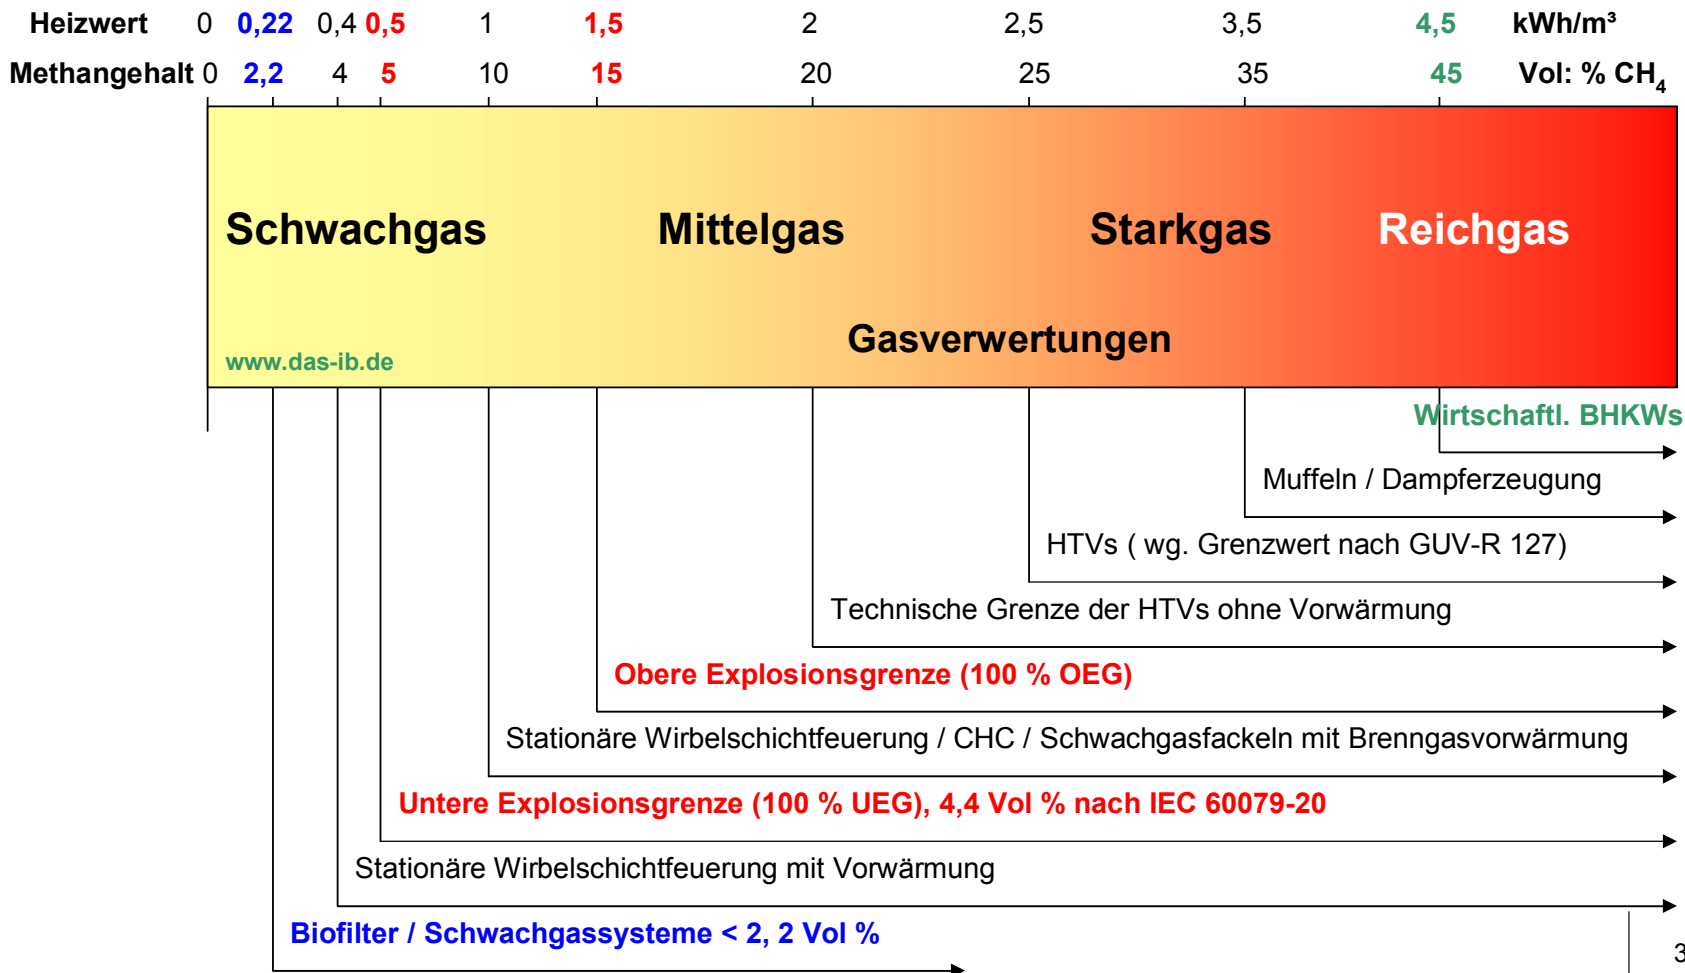 Heizwert 0 0,22 0,4 0,5 1 1,5 2 2,5 3,5 4,5 kWh/m³
Methangehalt 0 2,2 4 5 10 15 20 25 35 45 Vol: % CH₄
Schwachgas Mittelgas Starkgas Reichgas
Gasverwertungen
www.das-ib.de
Wirtschaftl. BHKWs
Muffeln / Dampferzeugung
HTVs ( wg. Grenzwert nach GUV-R 127)
Technische Grenze der HTVs ohne Vorwärmung
Obere Explosionsgrenze (100 % OEG)
Stationäre Wirbelschichtfeuerung / CHC / Schwachgasfackeln mit Brenngasvorwärmung
Untere Explosionsgrenze (100 % UEG), 4,4 Vol % nach IEC 60079-20
Stationäre Wirbelschichtfeuerung mit Vorwärmung
Biofilter / Schwachgassysteme < 2, 2 Vol %
3